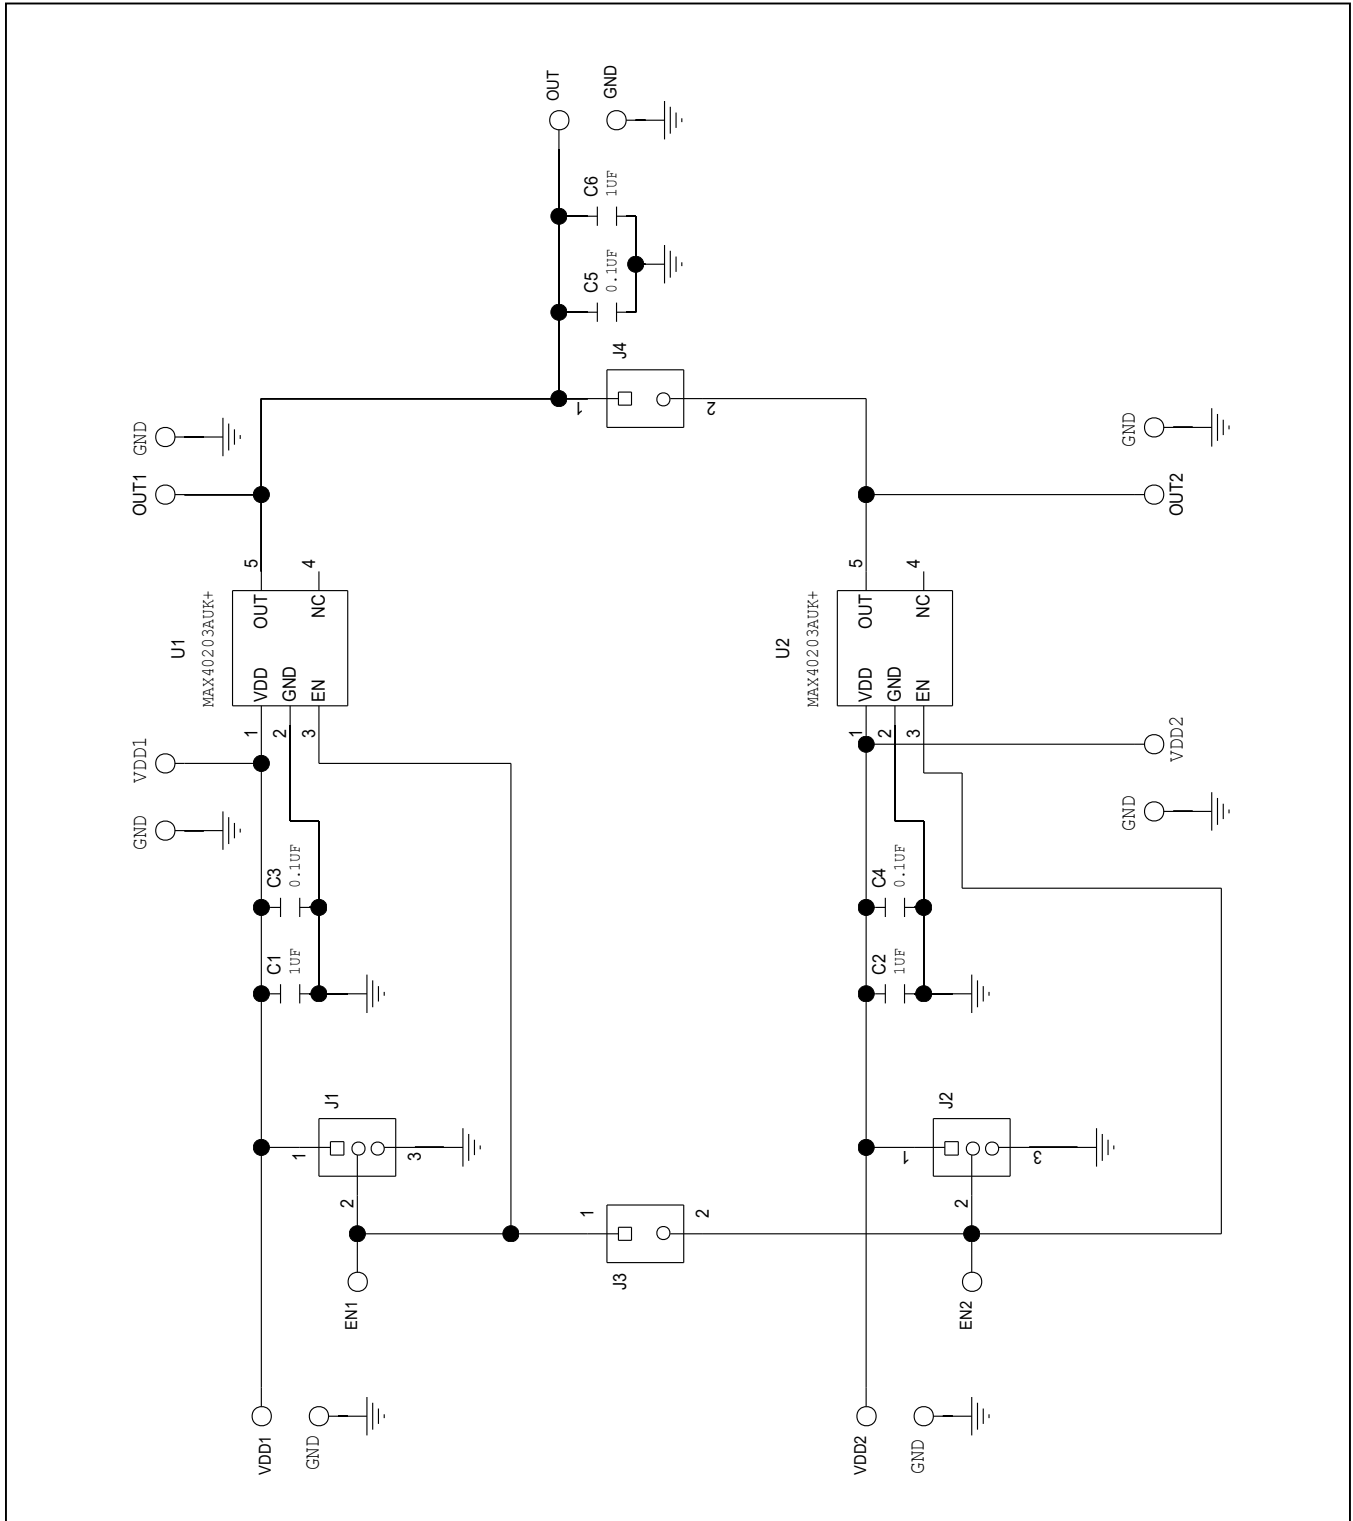 OUT
GND
C6
1UF
C5
0.1UF
J4
1
2
GND
OUT1
GND
OUT2
5
4
OUT
NC
U1
MAX40203AUK+
VDD
GND
EN
1
2
3
5
4
OUT
NC
U2
MAX40203AUK+
VDD
GND
EN
1
2
3
VDD1
GND
VDD2
GND
C3
0.1UF
C1
1UF
C4
0.1UF
C2
1UF
J1
1
2
3
J2
1
2
3
J3
1
2
EN1
EN2
VDD1
GND
VDD2
GND